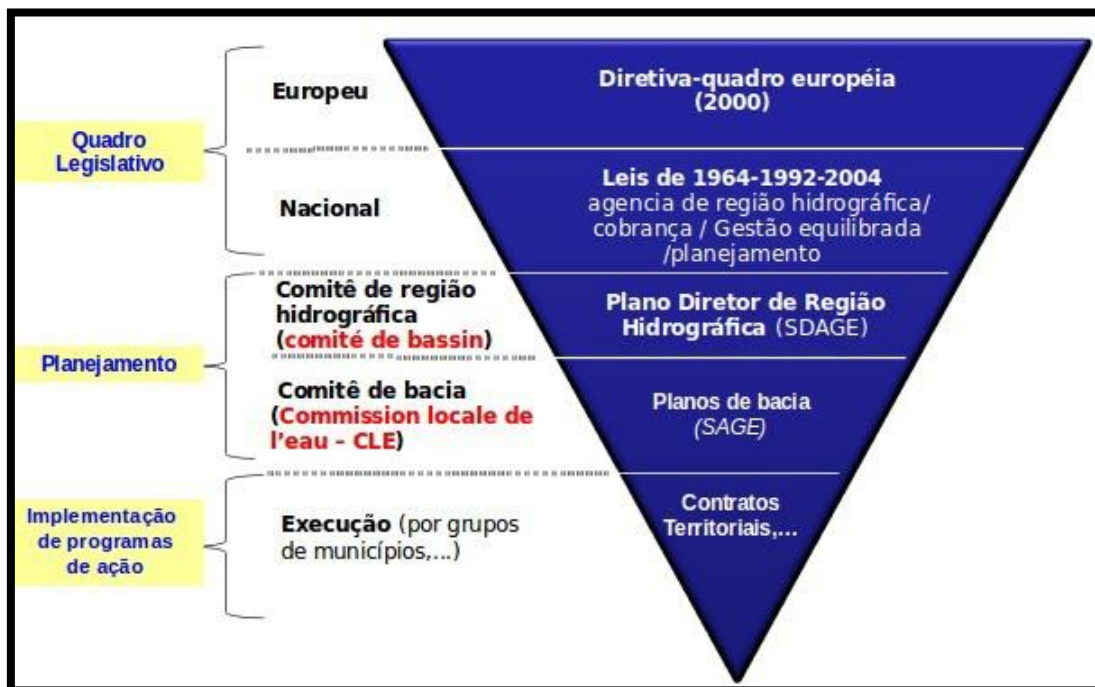 Quadro
Legislativo
Europeu
Diretiva-quadro européia
(2000)
Nacional
Leis de 1964-1992-2004
agencia de região hidrográfica/
cobrança / Gestão equilibrada
/planejamento
Planejamento
Comitê de região
hidrográfica
(comité de bassin)
Plano Diretor de Região
Hidrográfica (SDAGE)
Comitê de bacia
(Commission locale de
l'eau – CLE)
Planos de bacia
(SAGE)
Implementação
de programas
de ação
Execução (por grupos
de municípios,...)
Contratos
Territoriais,...